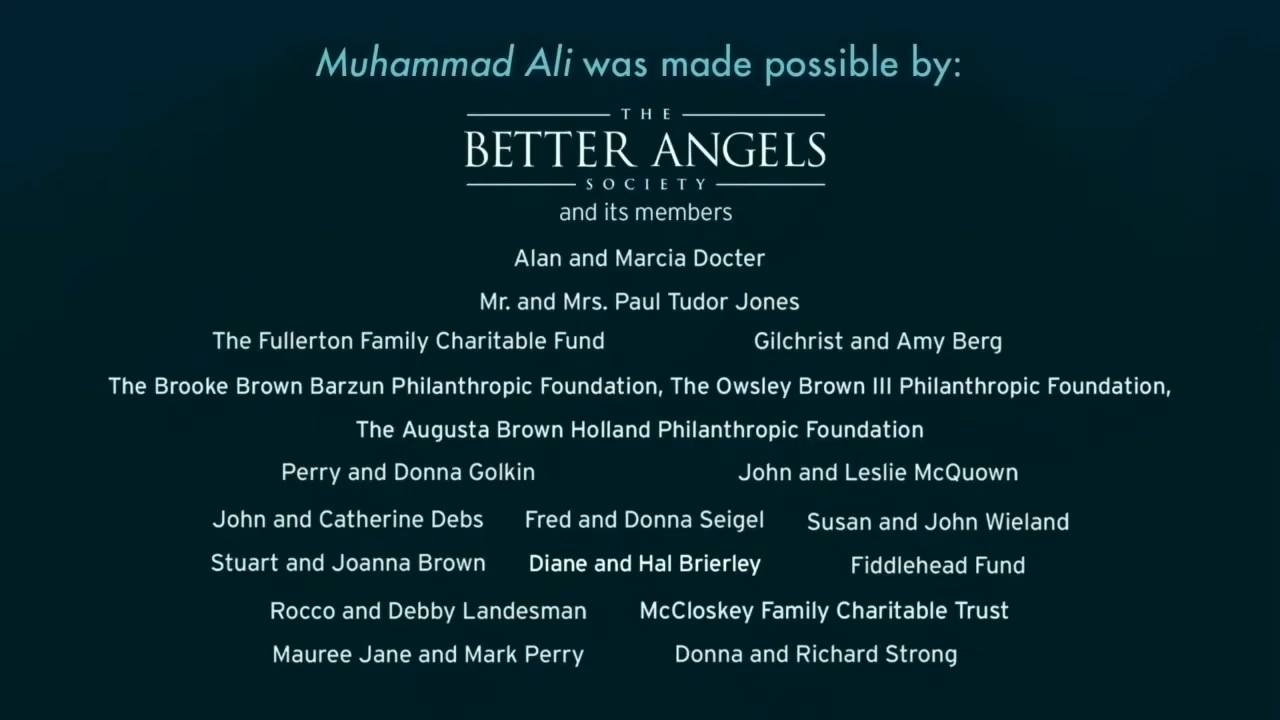 Muhammad Ali was made possible by:
THE
BETTER ANGELS
SOCIETY
and its members
Alan and Marcia Docter
Mr. and Mrs. Paul Tudor Jones
The Fullerton Family Charitable Fund Gilchrist and Amy Berg
The Brooke Brown Barzun Philanthropic Foundation, The Owsley Brown III Philanthropic Foundation,
The Augusta Brown Holland Philanthropic Foundation
Perry and Donna Golkin John and Leslie McQuown
John and Catherine Debs Fred and Donna Seigel Susan and John Wieland
Stuart and Joanna Brown Diane and Hal Brierley Fiddlehead Fund
Rocco and Debby Landesman McCloskey Family Charitable Trust
Mauree Jane and Mark Perry Donna and Richard Strong